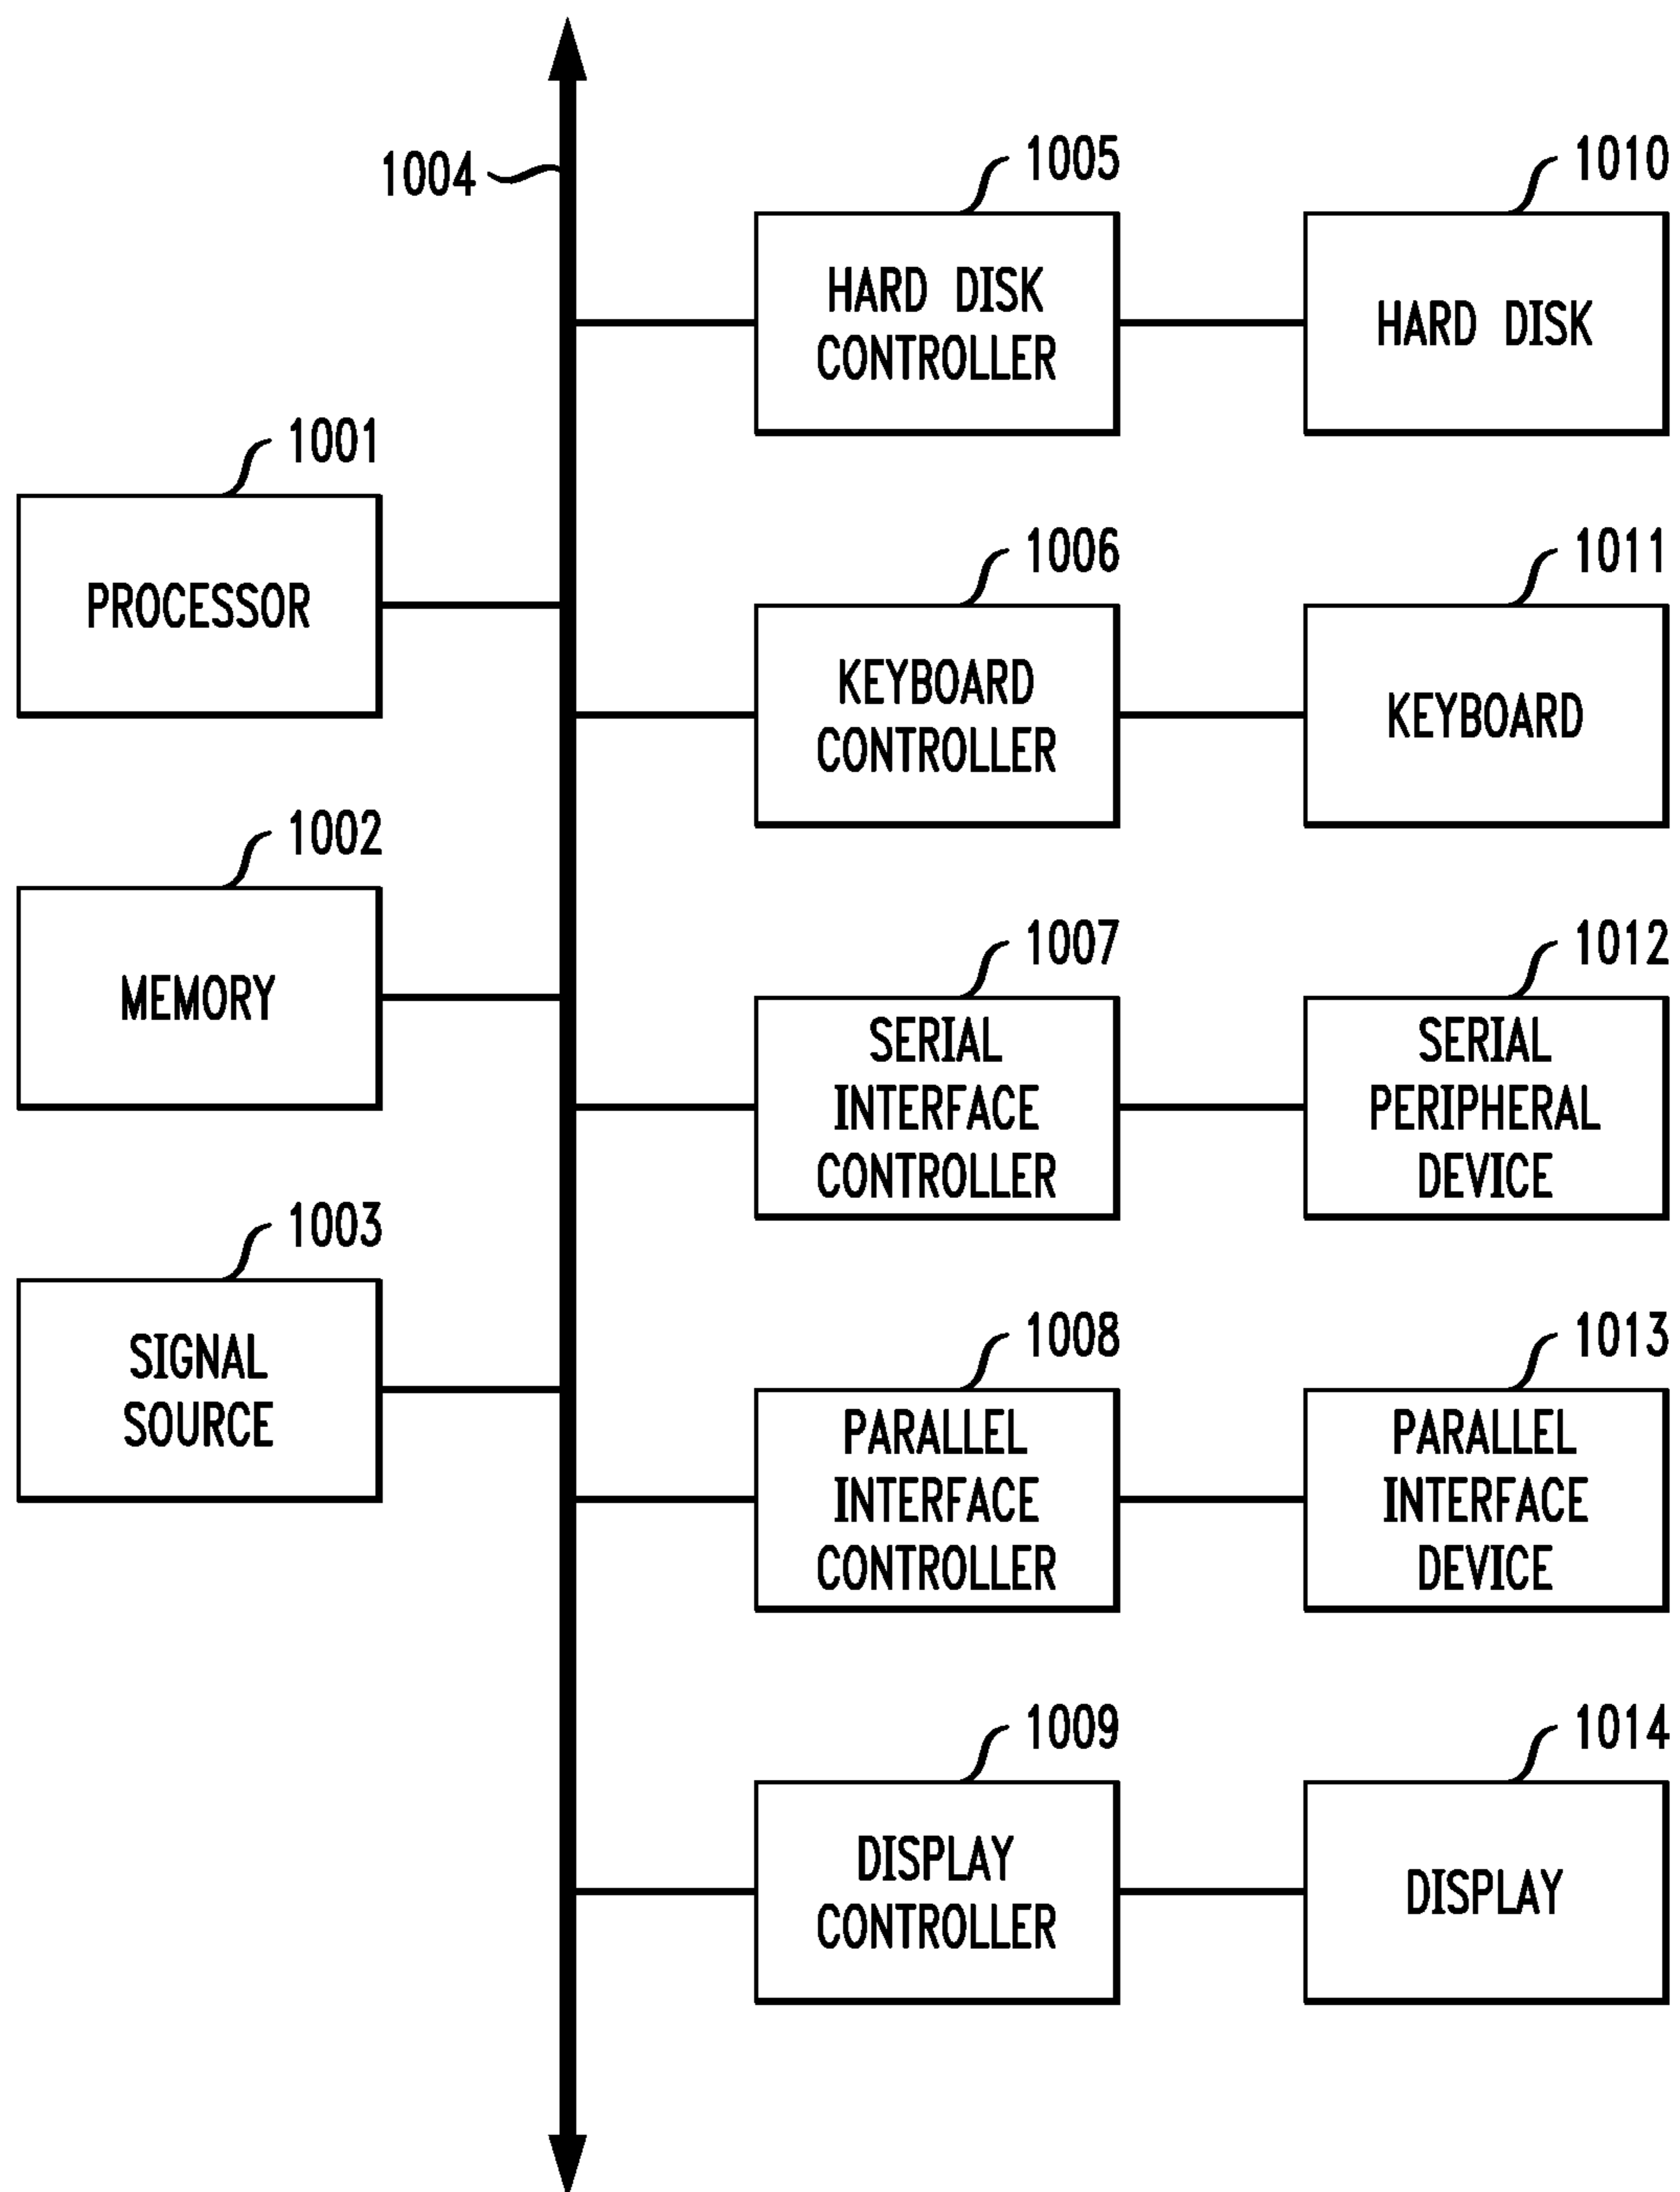 1004
1005
HARD DISK
CONTROLLER
1010
HARD DISK
1001
PROCESSOR
1006
KEYBOARD
CONTROLLER
1011
KEYBOARD
1002
MEMORY
1007
SERIAL
INTERFACE
CONTROLLER
1012
SERIAL
PERIPHERAL
DEVICE
1003
SIGNAL
SOURCE
1008
PARALLEL
INTERFACE
CONTROLLER
1013
PARALLEL
INTERFACE
DEVICE
1009
DISPLAY
CONTROLLER
1014
DISPLAY